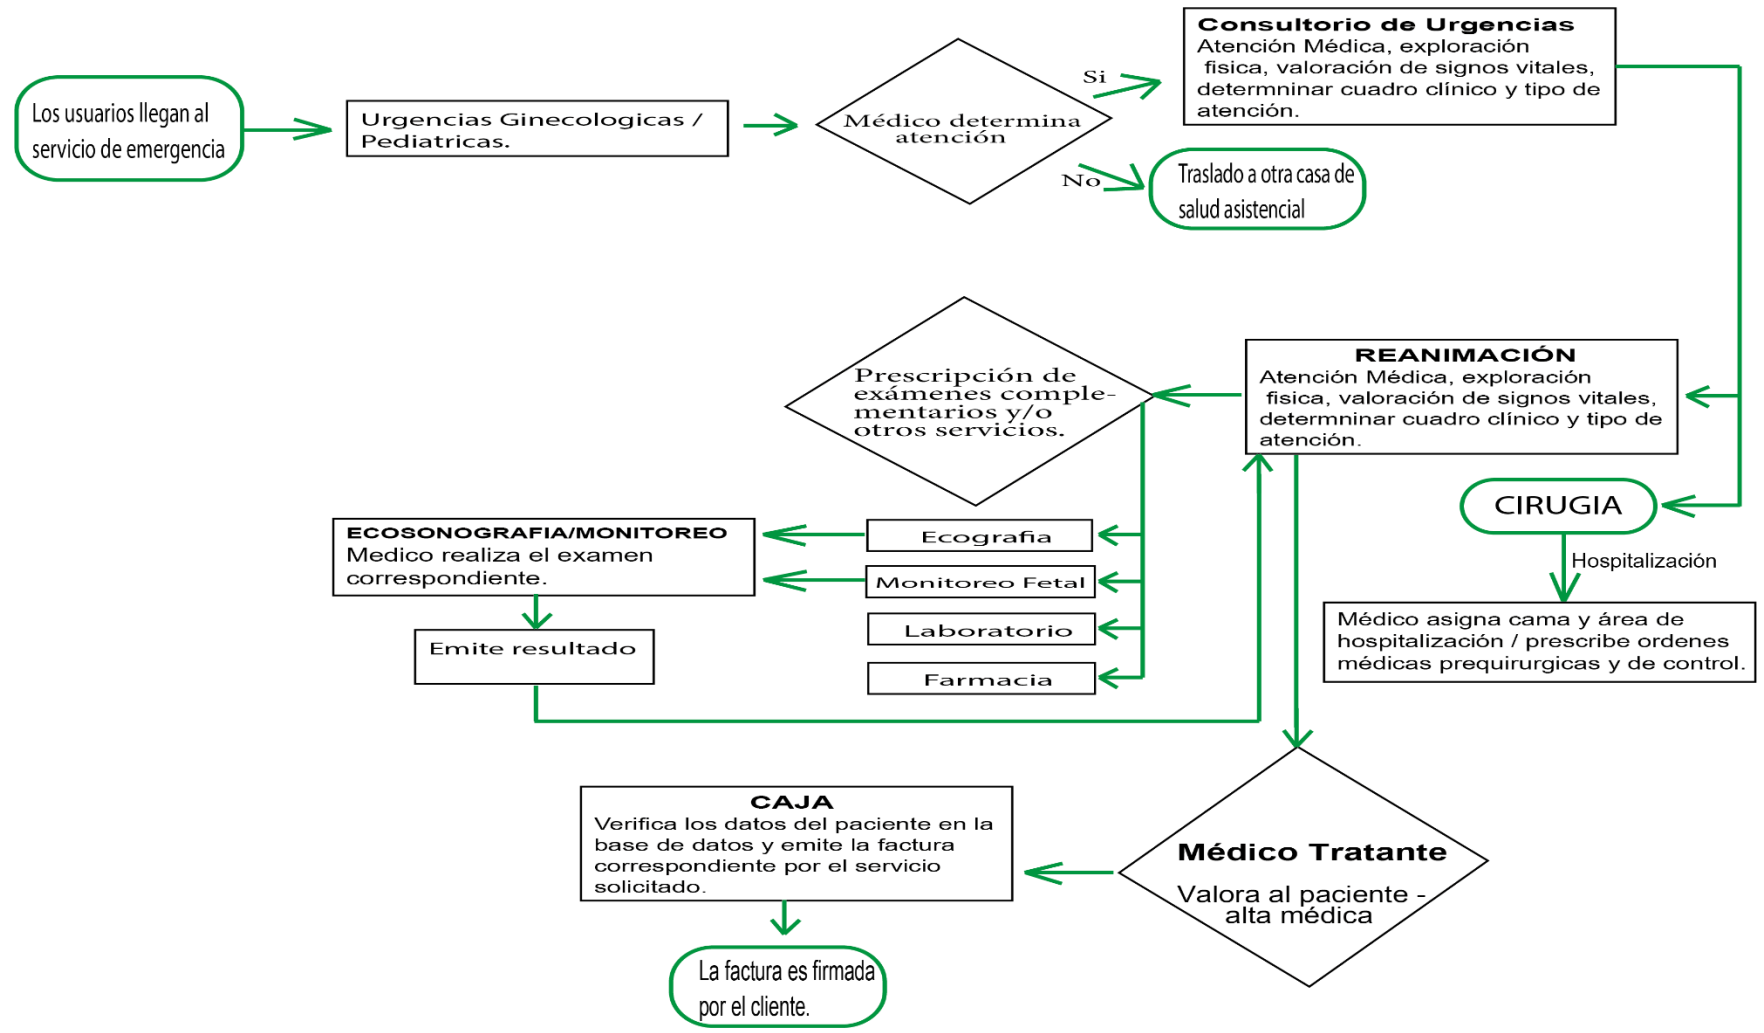 Los usuarios llegan al
servicio de emergencia
Urgencias Ginecologicas /
Pediatricas.
Médico determina
atención
Si
No
Consultorio de Urgencias
Atención Médica, exploración
fisica, valoración de signos vitales,
determninar cuadro clínico y tipo de
atención.
Traslado a otra casa de
salud asistencial
REANIMACIÓN
Atención Médica, exploración
fisica, valoración de signos vitales,
determninar cuadro clínico y tipo de
atención.
Prescripción de
exámenes comple-
mentarios y/o
otros servicios.
CIRUGIA
Hospitalización
Médico asigna cama y área de
hospitalización / prescribe ordenes
médicas prequirurgicas y de control.
Ecografia
Monitoreo Fetal
Laboratorio
Farmacia
ECOSONOGRAFIA/MONITOREO
Medico realiza el examen
correspondiente.
Emite resultado
Médico Tratante
Valora al paciente -
alta médica
CAJA
Verifica los datos del paciente en la
base de datos y emite la factura
correspondiente por el servicio
solicitado.
La factura es firmada
por el cliente.